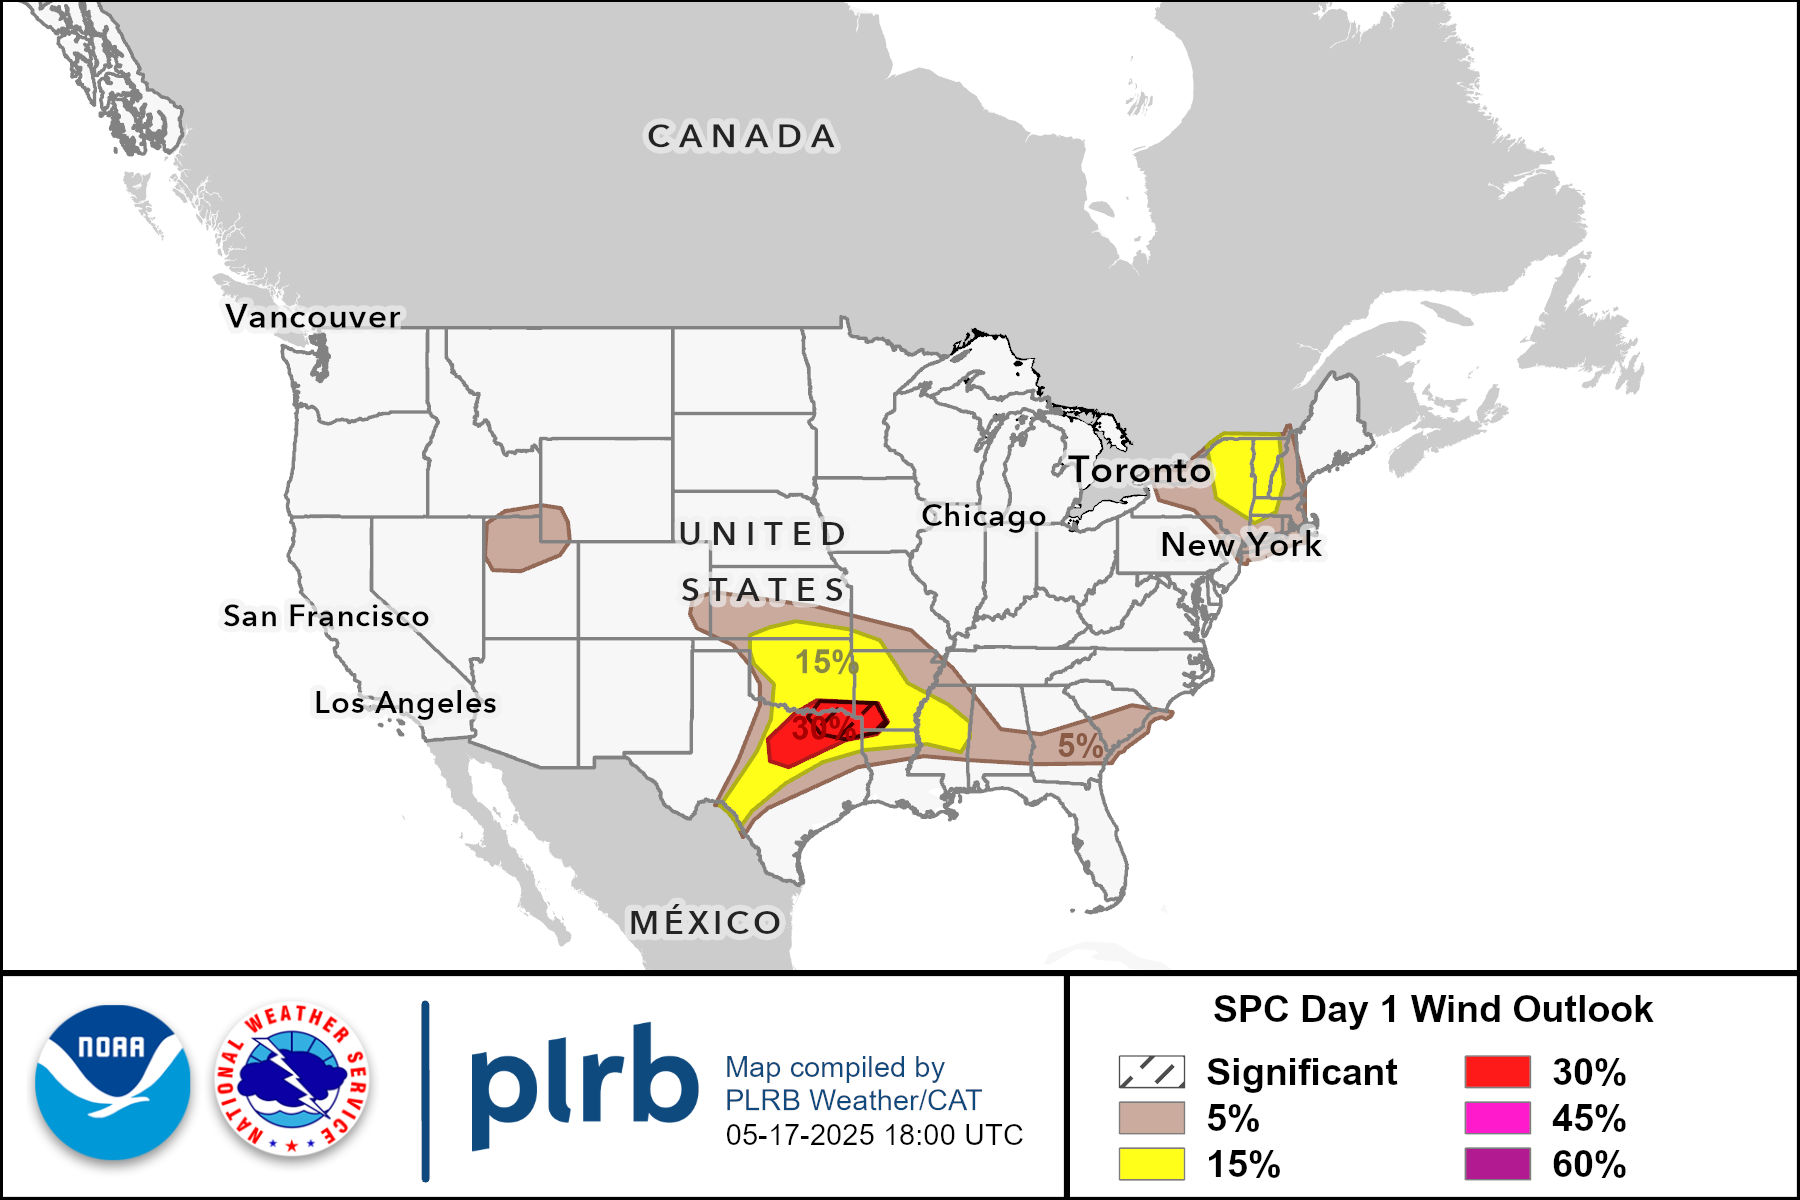 CANADA
Vancouver
Toronto
Chicago
UNITED
New York
STATES
San Francisco
15%
Los Angeles
30%
5%
MÉXICO
NOAA
NATIONAL WEATHER SERVICE
plrb
Map compiled by
PLRB Weather/CAT
05-17-2025 18:00 UTC
SPC Day 1 Wind Outlook
Significant
5%
15%
30%
45%
60%